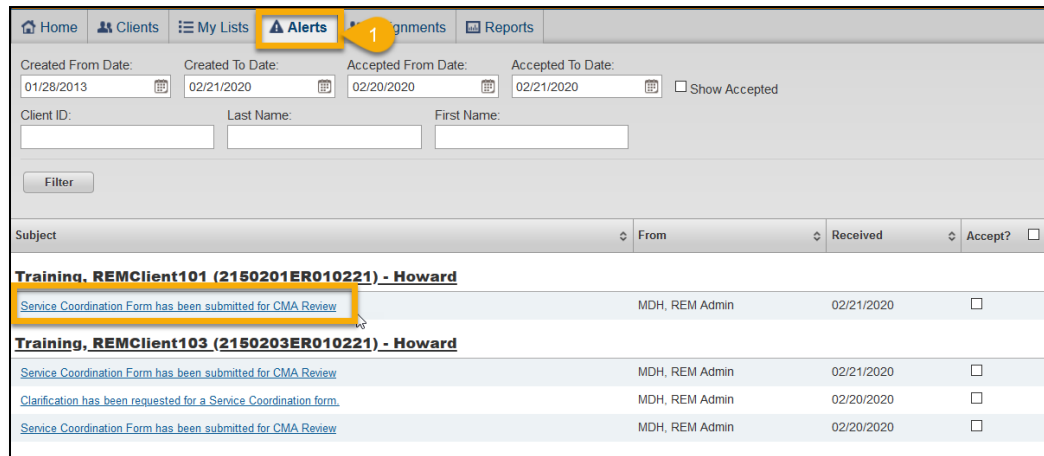 Home Clients My Lists Alerts 1 gnments Reports
Created From Date: Created To Date: Accepted From Date: Accepted To Date:
01/28/2013 02/21/2020 02/20/2020 02/21/2020 Show Accepted
Client ID: Last Name: First Name:
Filter
Subject From Received Accept?
Training, REMClient101 (2150201ER010221) - Howard
Service Coordination Form has been submitted for CMA Review MDH, REM Admin 02/21/2020
Training, REMClient103 (2150203ER010221) - Howard
Service Coordination Form has been submitted for CMA Review MDH, REM Admin 02/21/2020
Clarification has been requested for a Service Coordination form. MDH, REM Admin 02/20/2020
Service Coordination Form has been submitted for CMA Review MDH, REM Admin 02/20/2020